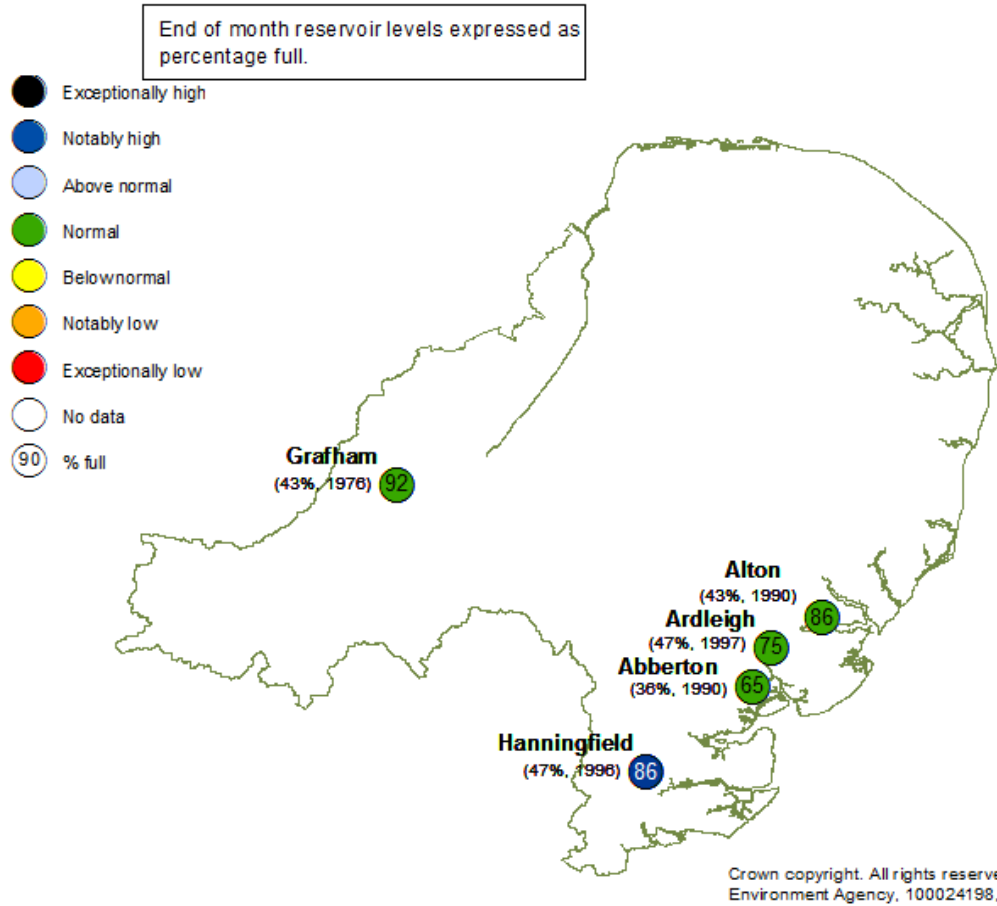 End of month reservoir levels expressed as
percentage full.
Exceptionally high
Notably high
Above normal
Normal
Belownormal
Notably low
Exceptionally low
No data
90 % full
Grafham
(43%, 1976) 92
Alton
(43%, 1990) 86
Ardleigh
(47%, 1997) 75
Abberton
(36%, 1990) 65
Hanningfield
(47%, 1996) 86
Crown copyright. All rights reserve
Environment Agency, 100024198,